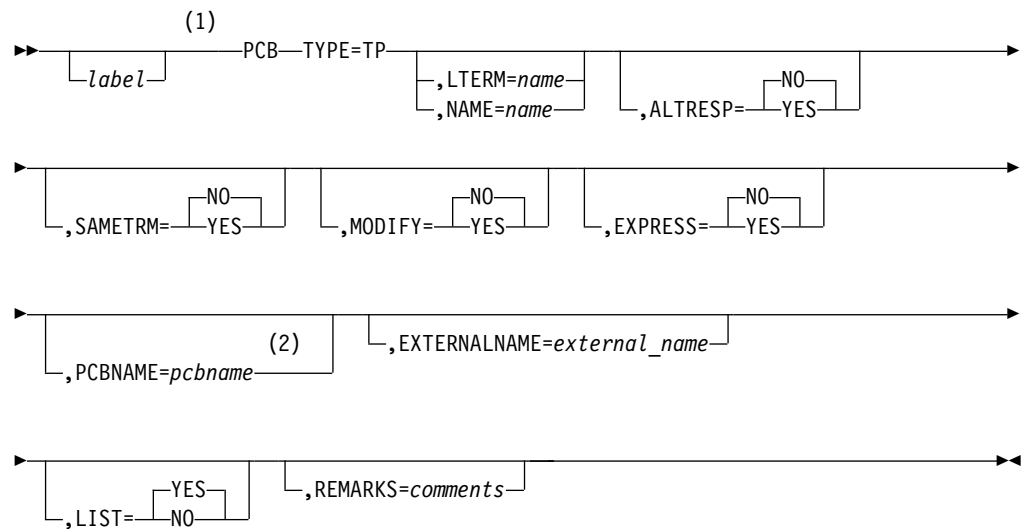 (1)
label PCB TYPE=TP ,LTERM=name ,NAME=name ,ALTRESP= NO YES
,SAMETRM= NO YES ,MODIFY= NO YES ,EXPRESS= NO YES
(2)
,PCBNAME=pcbname ,EXTERNALNAME=external_name
,LIST= YES NO ,REMARKS=comments